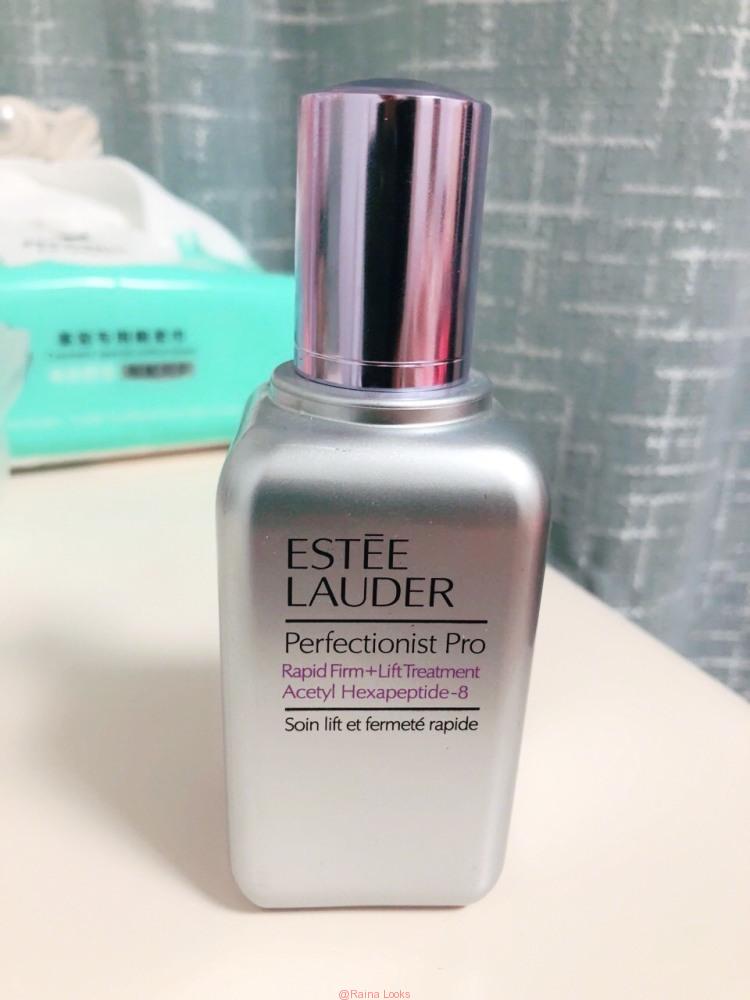 ESTĒE
LAUDER
Perfectionist Pro
Rapid Firm+Lift Treatment
Acetyl Hexapeptide-8
Soin lift et fermeté rapide
@Raina Looks